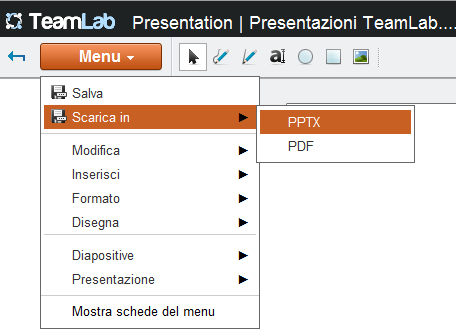 TeamLab Presentation | Presentazioni TeamLab....
Menu
Salva
Scarica in
PPTX
PDF
Modifica
Inserisci
Formato
Disegna
Diapositive
Presentazione
Mostra schede del menu